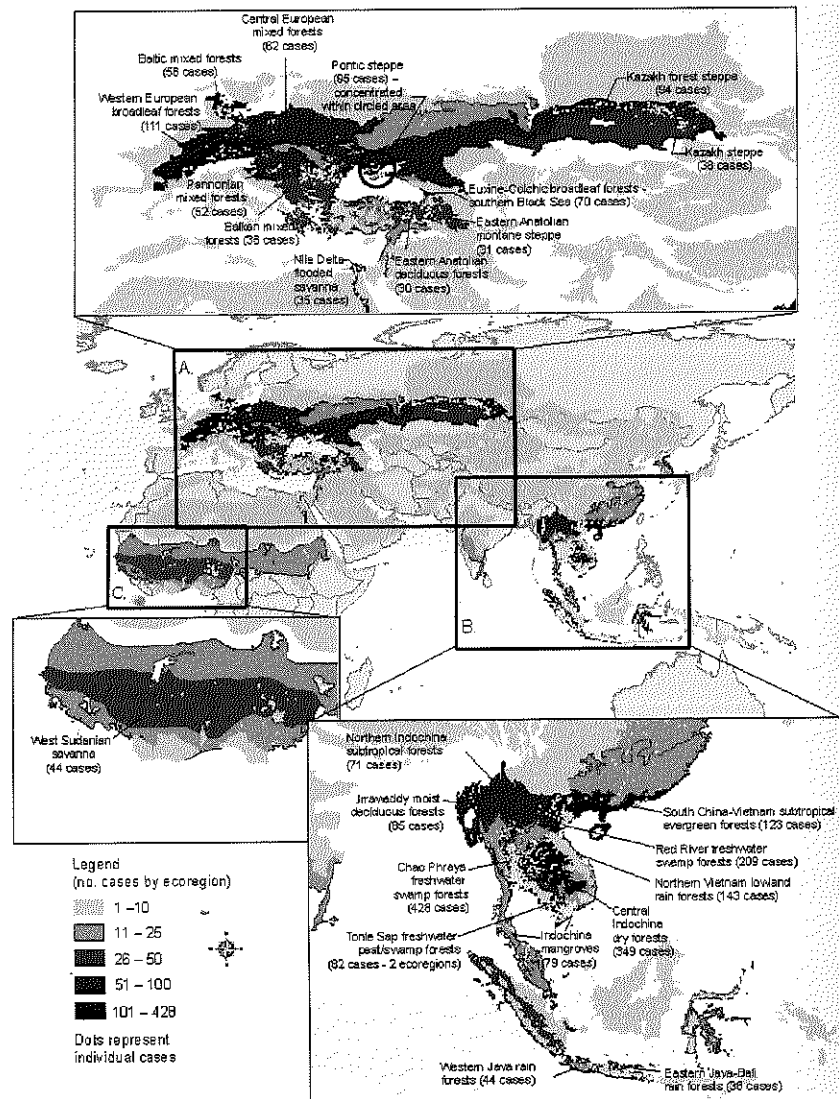 Central European
mixed forests
(62 cases)
Baltic mixed forests
(56 cases)
Pontic steppe
(95 cases) –
concentrated
within circled area
Kazakh forest steppe
(94 cases)
Western European
broadleaf forests
(111 cases)
Kazakh steppe
(38 cases)
Pannonian
mixed forests
(52 cases)
Euxine-Colchic broadleaf forests -
southern Black Sea (70 cases)
Balkan mixed
forests (36 cases)
Eastern Anatolian
montane steppe
(31 cases)
Nile Delta
flooded
savanna
(35 cases)
Eastern Anatolian
deciduous forests
(30 cases)
A.
B.
C.
West Sudanian
savanna
(44 cases)
Northern Indochina
subtropical forests
(71 cases)
Irrawaddy moist
deciduous forests
(85 cases)
South China-Vietnam subtropical
evergreen forests (123 cases)
Red River freshwater
swamp forests (209 cases)
Chao Phraya
freshwater
swamp forests
(428 cases)
Northern Vietnam lowland
rain forests (143 cases)
Central
Indochina
dry forests
(349 cases)
Tonle Sap freshwater
peat/swamp forests
(82 cases - 2 ecoregions)
Indochina
mangroves
(79 cases)
Western Java rain
forests (44 cases)
Eastern Java-Bali
rain forests (36 cases)
Legend
(no. cases by ecoregion)
1 – 10
11 – 25
26 – 50
51 – 100
101 – 428
Dots represent
individual cases